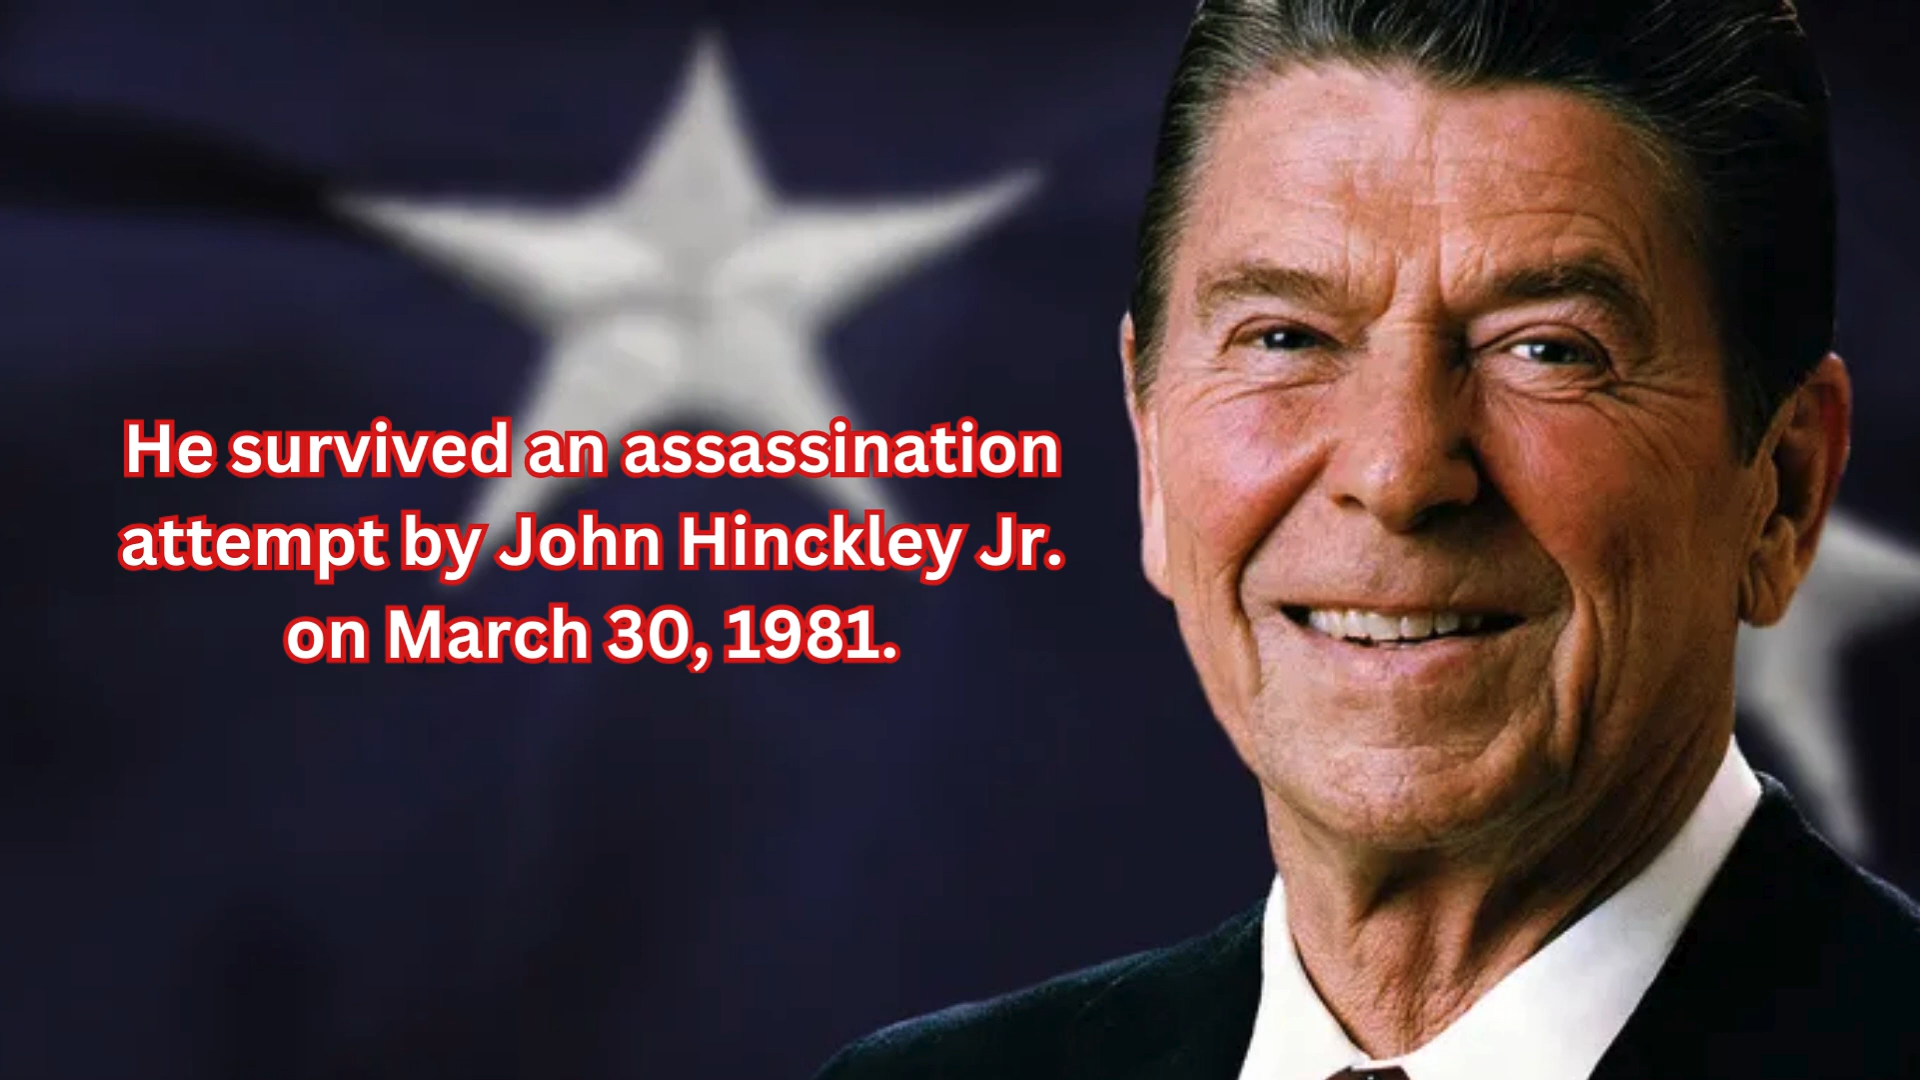 He survived an assassination
attempt by John Hinckley Jr.
on March 30, 1981.